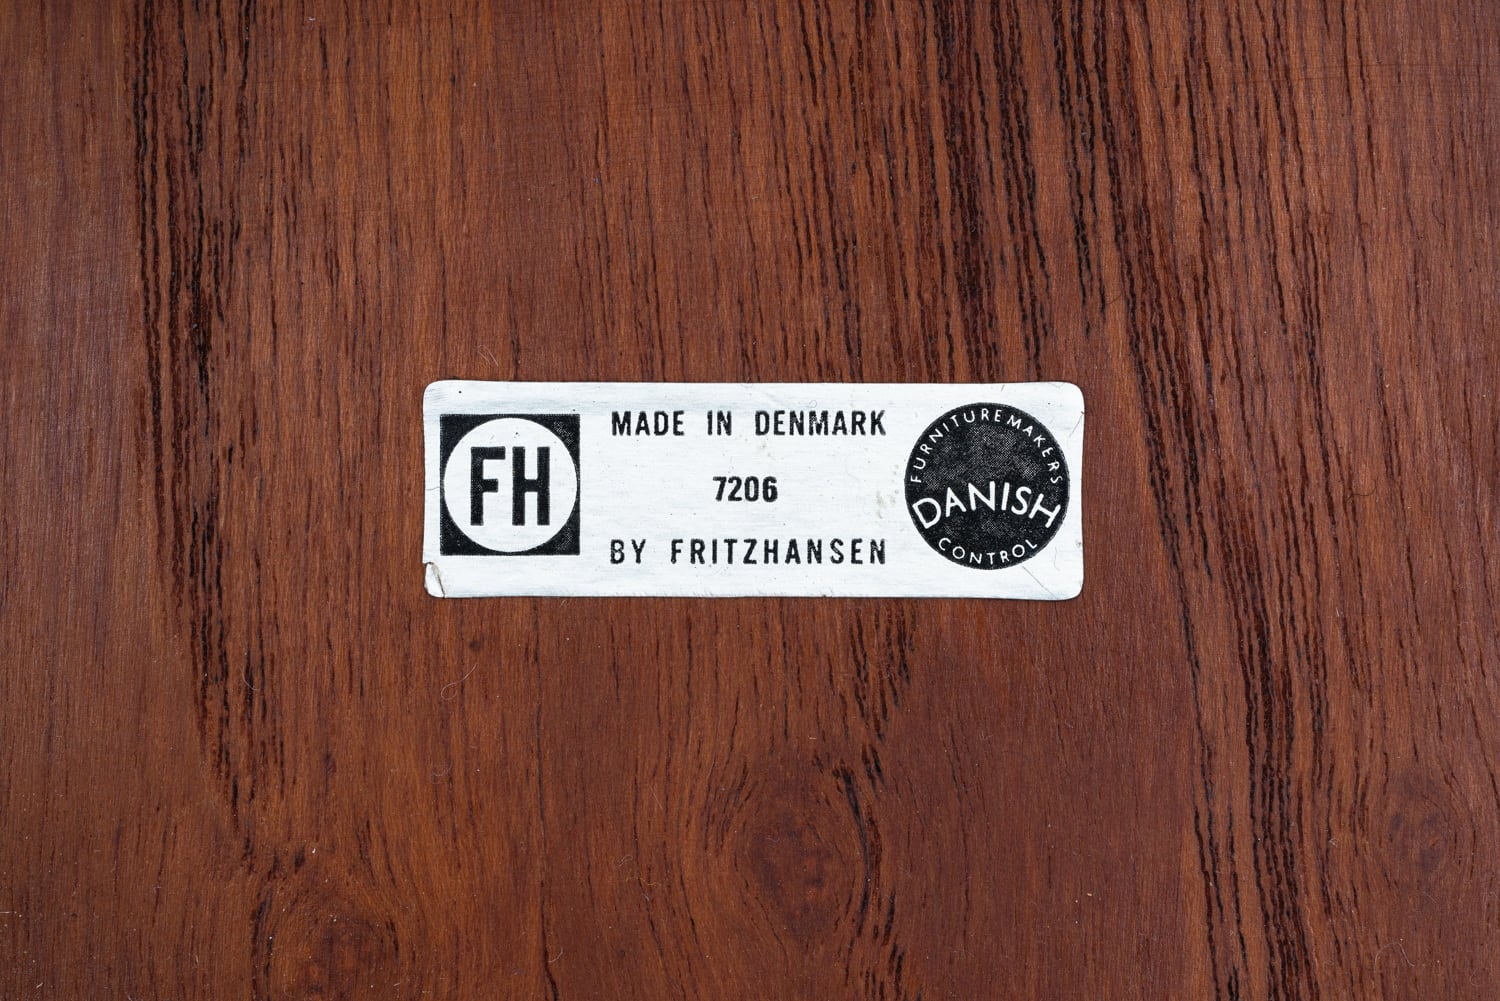 FH
MADE IN DENMARK
7206
BY FRITZHANSEN
FURNITUREMAKERS
DANISH
CONTROL